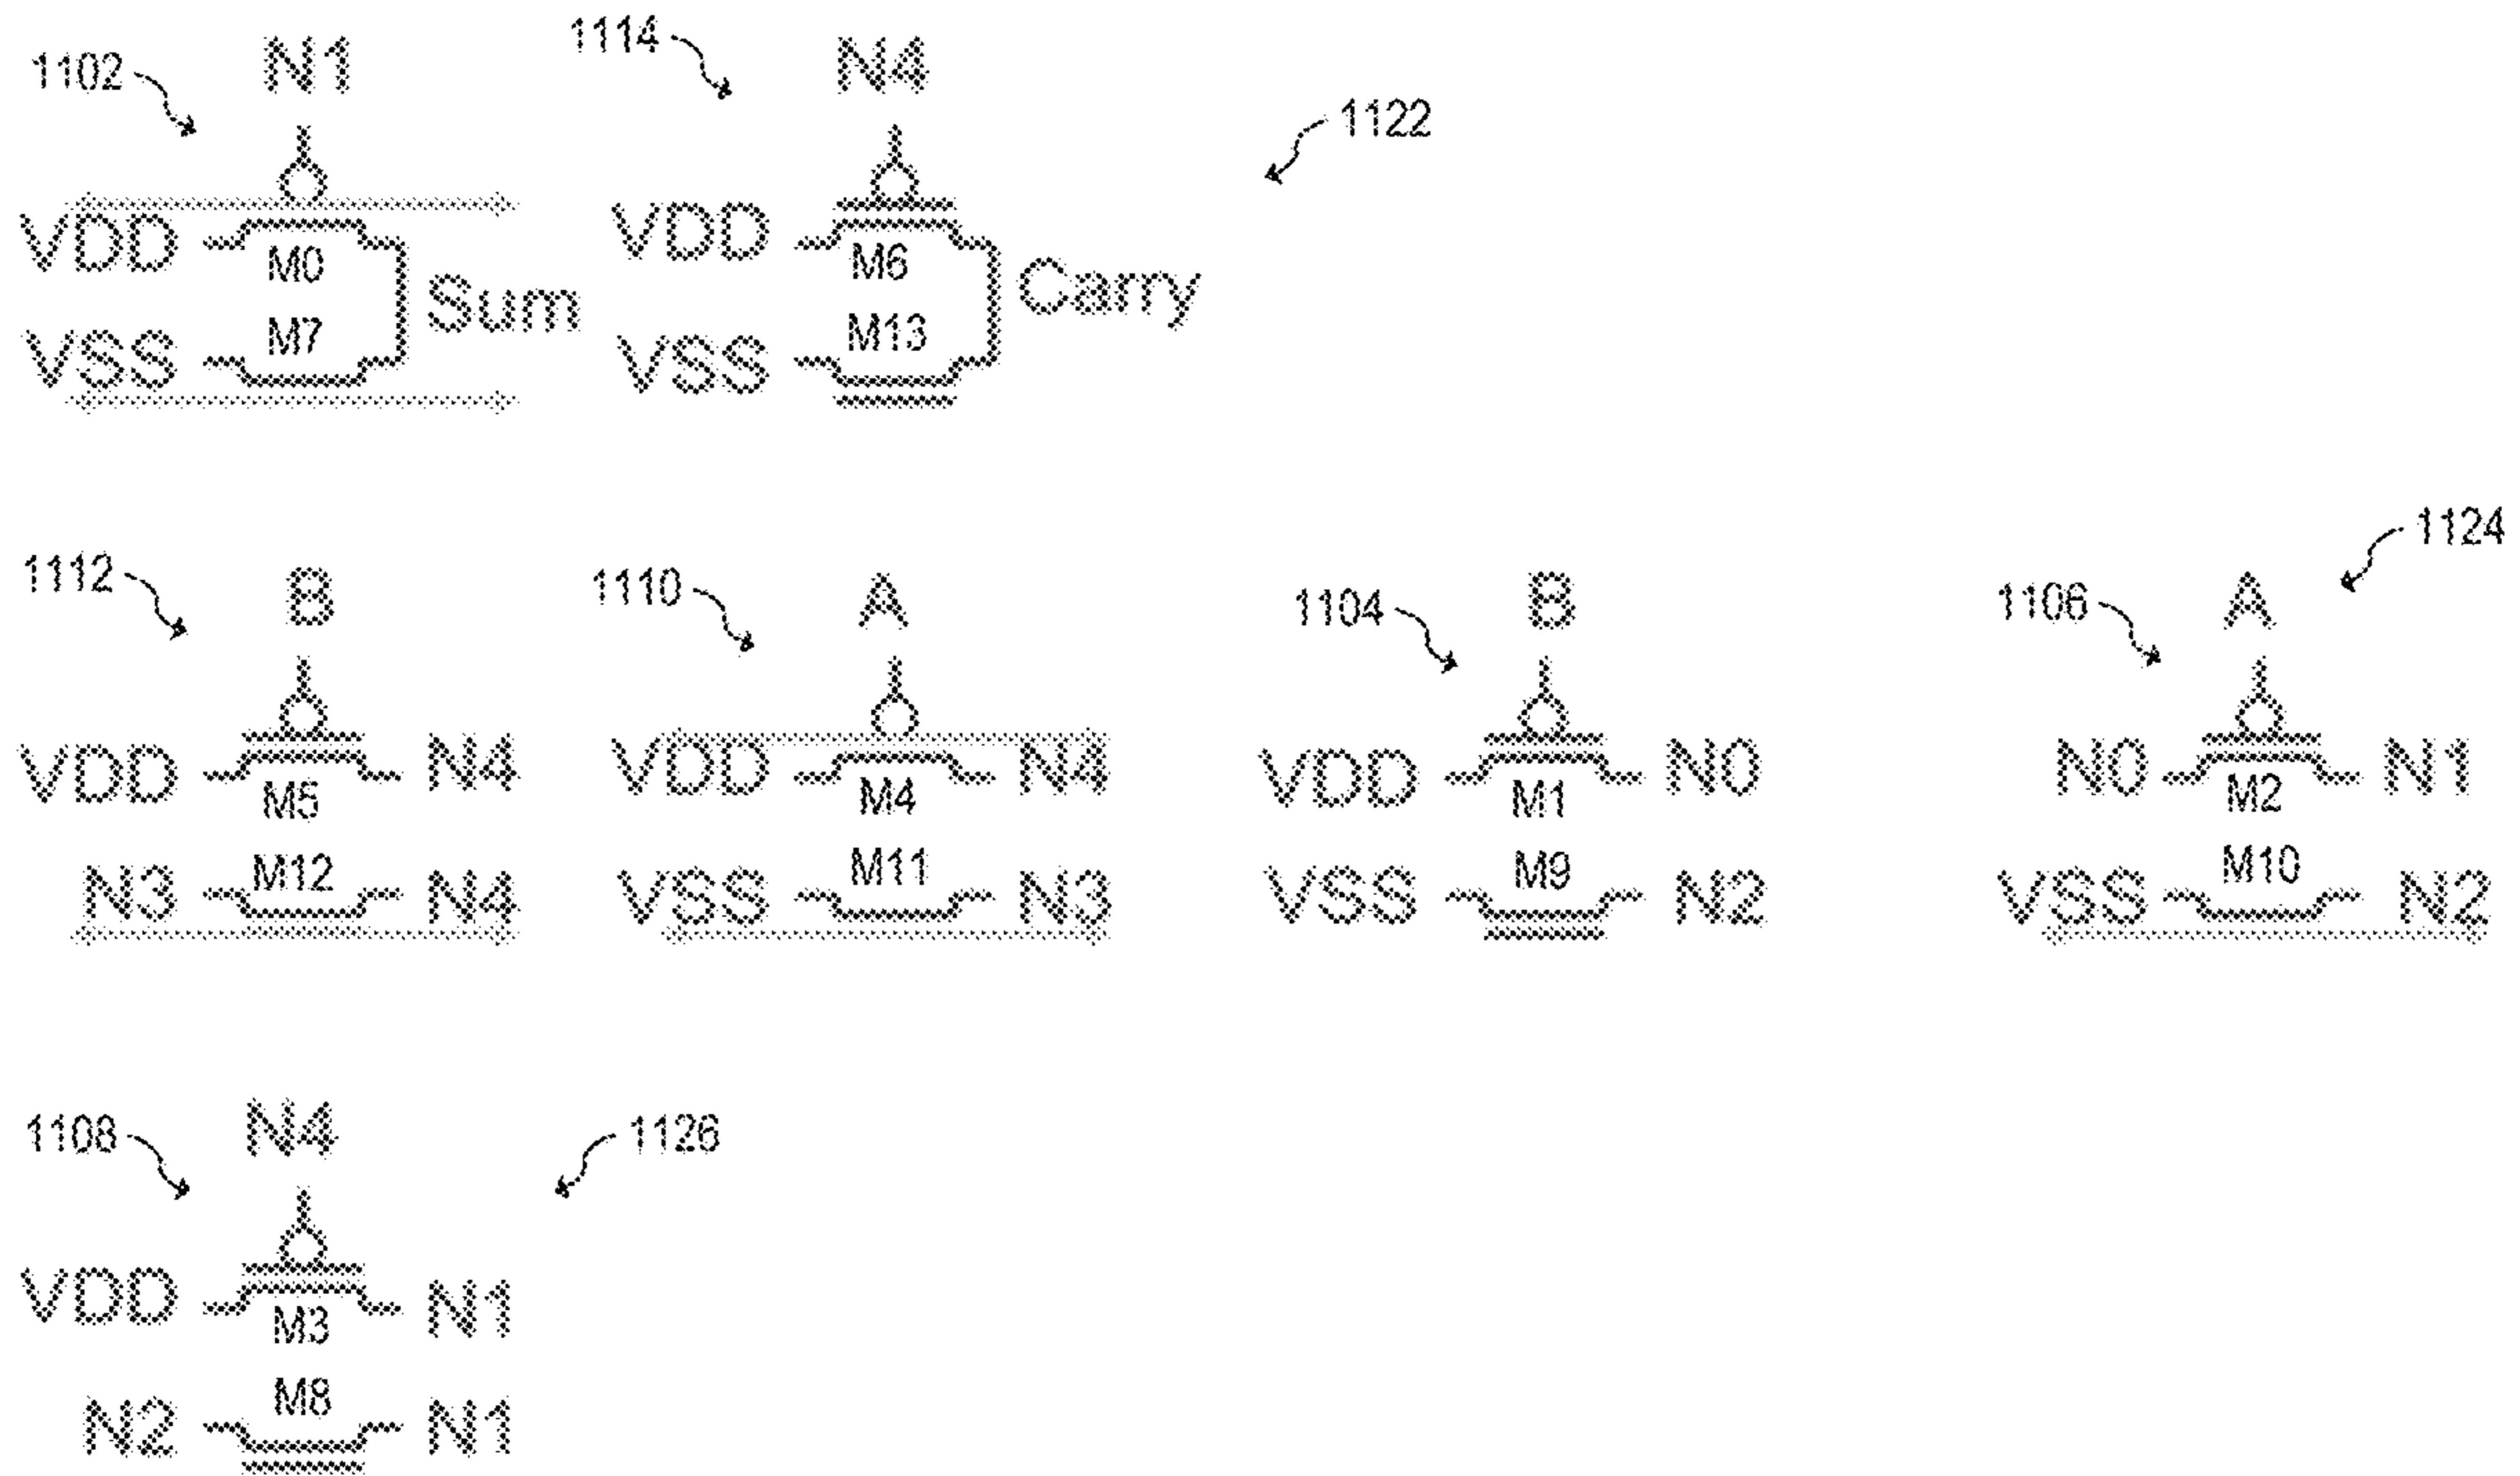 1102 N1 1114 N4 1122
VDD M0 VDD M6
Sum Carry
VSS M7 VSS M13
1112 B 1110 A 1104 B 1106 A 1124
VDD M5 N4 VDD M4 N4 VDD M1 N0 N0 M2 N1
N3 M12 N4 VSS M11 N3 VSS M9 N2 VSS M10 N2
1108 N4 1126
VDD M3 N1
N2 M8 N1